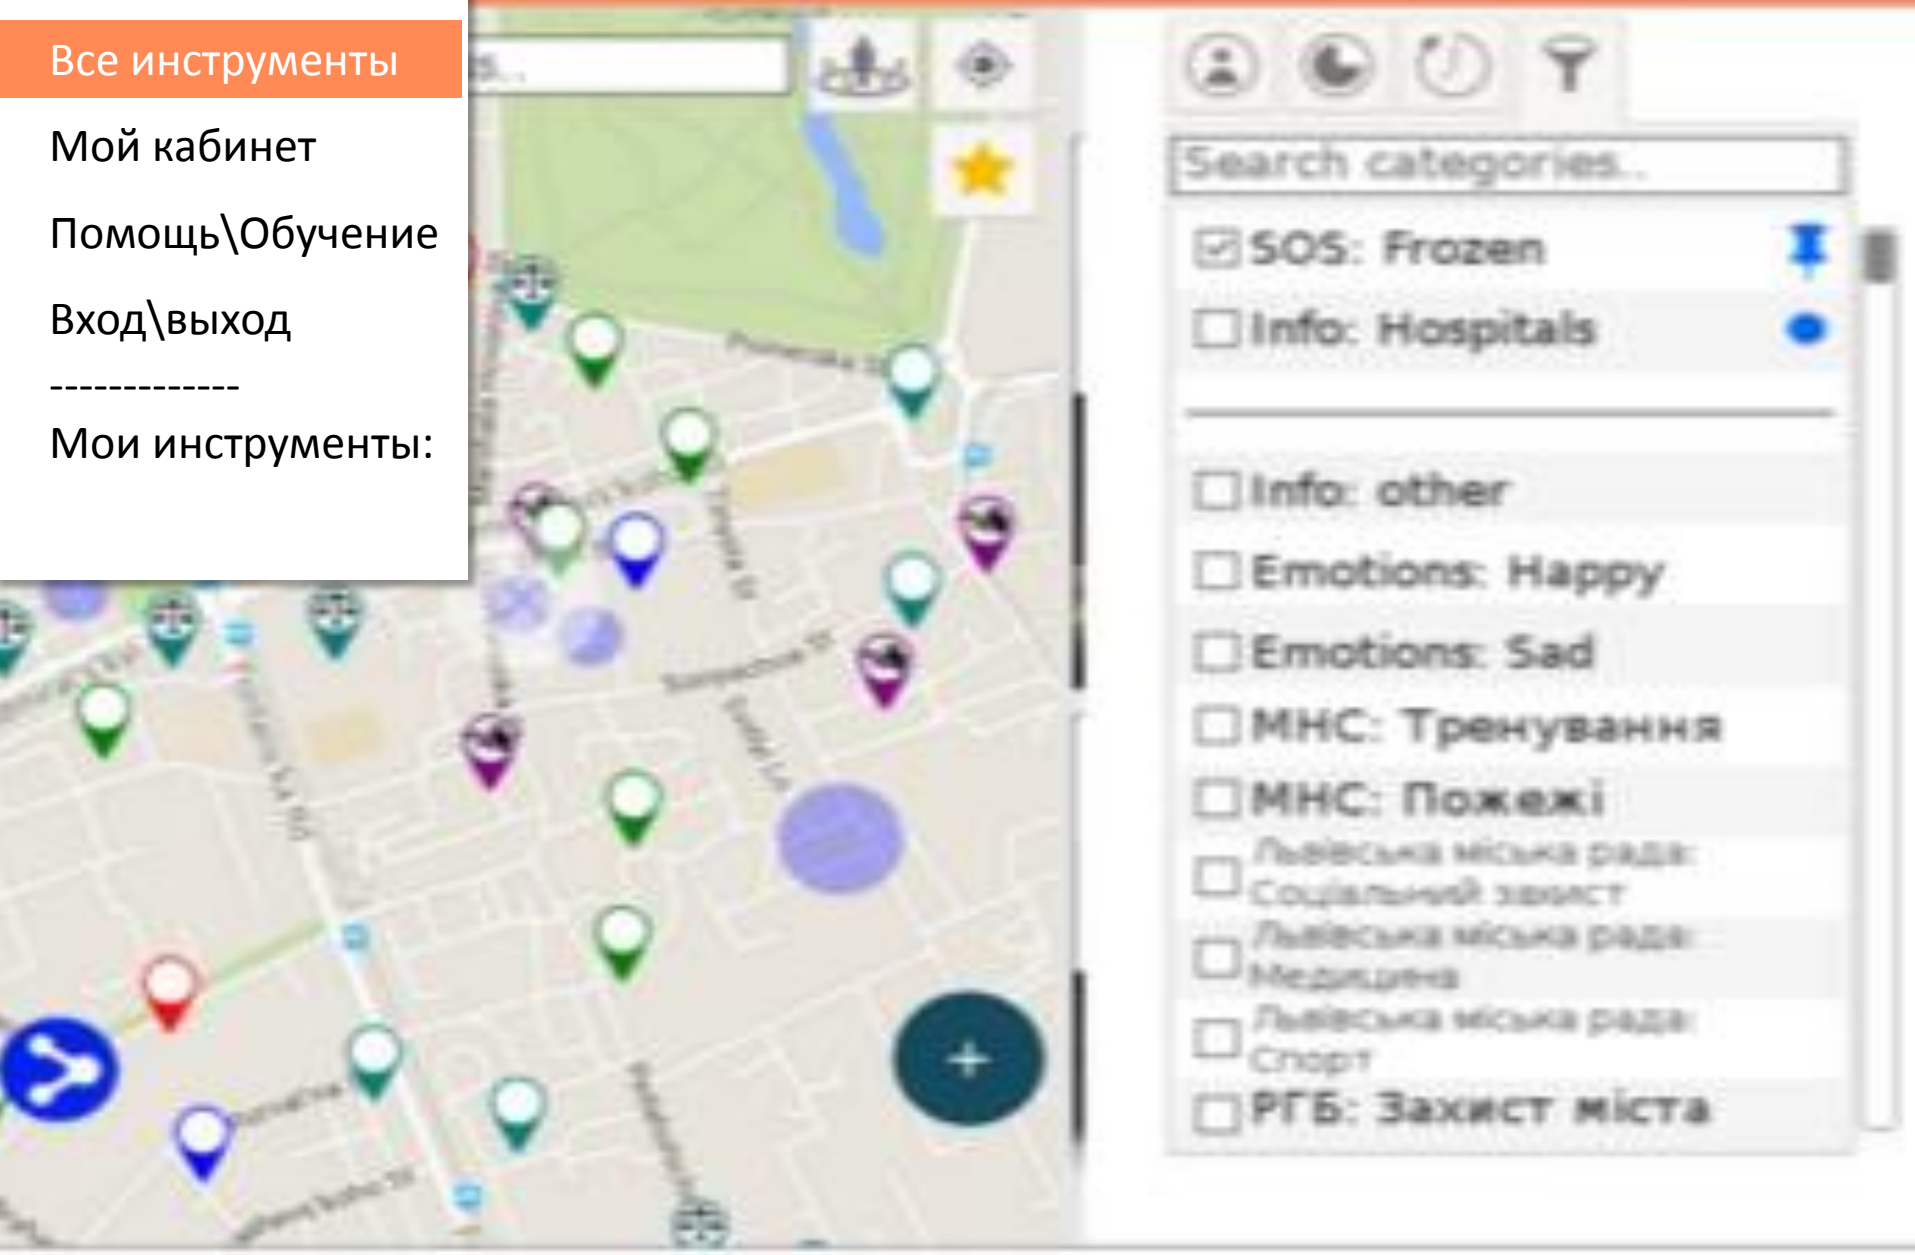 Все инструменты
Мой кабинет
Помощь\Обучение
Вход\выход
-------------
Мои инструменты:
Search categories..
SOS: Frozen
Info: Hospitals
Info: other
Emotions: Happy
Emotions: Sad
МНС: Тренування
МНС: Пожежі
Львівська міська рада:
Соціальний захист
Львівська міська рада:
Медицина
Львівська міська рада:
Спорт
РГБ: Захист міста